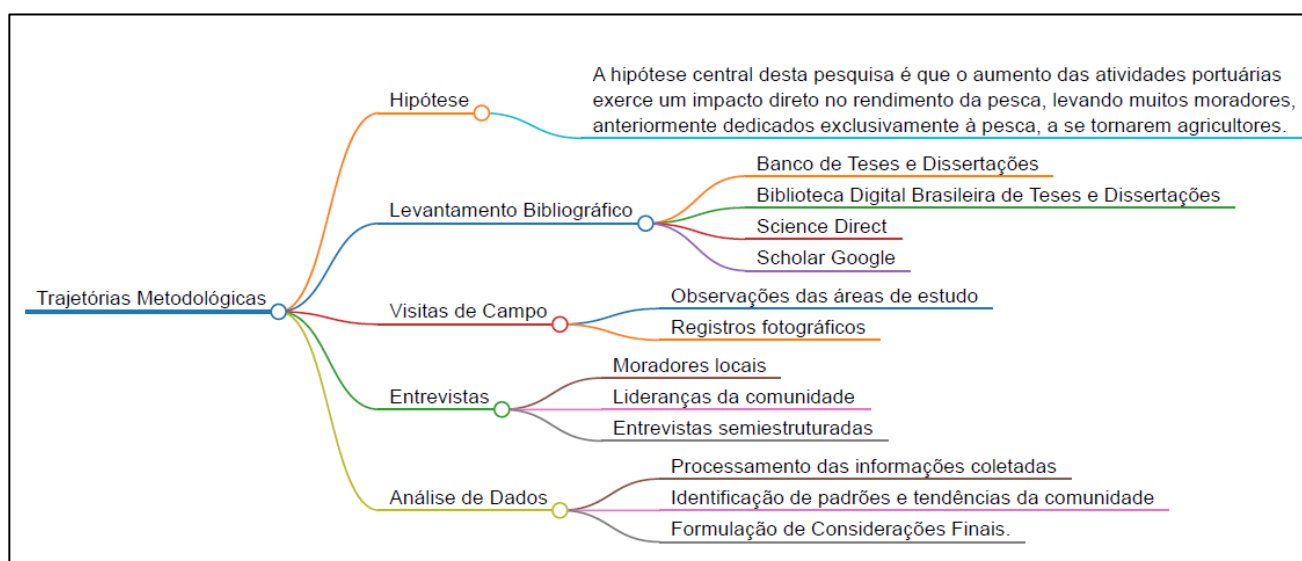 Trajetórias Metodológicas
Hipótese
A hipótese central desta pesquisa é que o aumento das atividades portuárias
exerce um impacto direto no rendimento da pesca, levando muitos moradores,
anteriormente dedicados exclusivamente à pesca, a se tornarem agricultores.
Levantamento Bibliográfico
Banco de Teses e Dissertações
Biblioteca Digital Brasileira de Teses e Dissertações
Science Direct
Scholar Google
Visitas de Campo
Observações das áreas de estudo
Registros fotográficos
Entrevistas
Moradores locais
Lideranças da comunidade
Entrevistas semiestruturadas
Análise de Dados
Processamento das informações coletadas
Identificação de padrões e tendências da comunidade
Formulação de Considerações Finais.